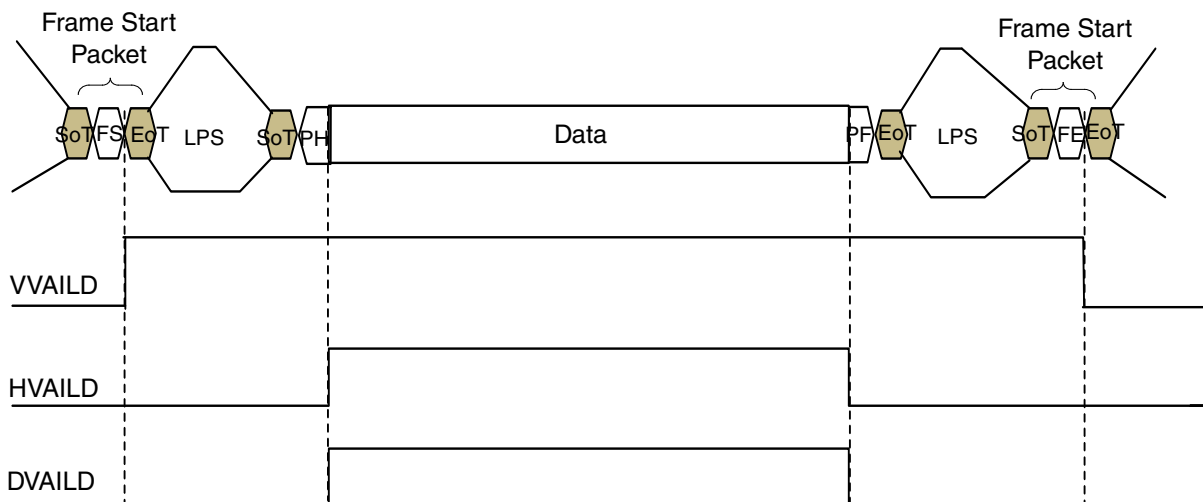 Frame Start
Packet
Frame Start
Packet
SoT FS EoT LPS SoT PH Data PF EoT LPS SoT FE EoT
VVAILD
HVAILD
DVAILD